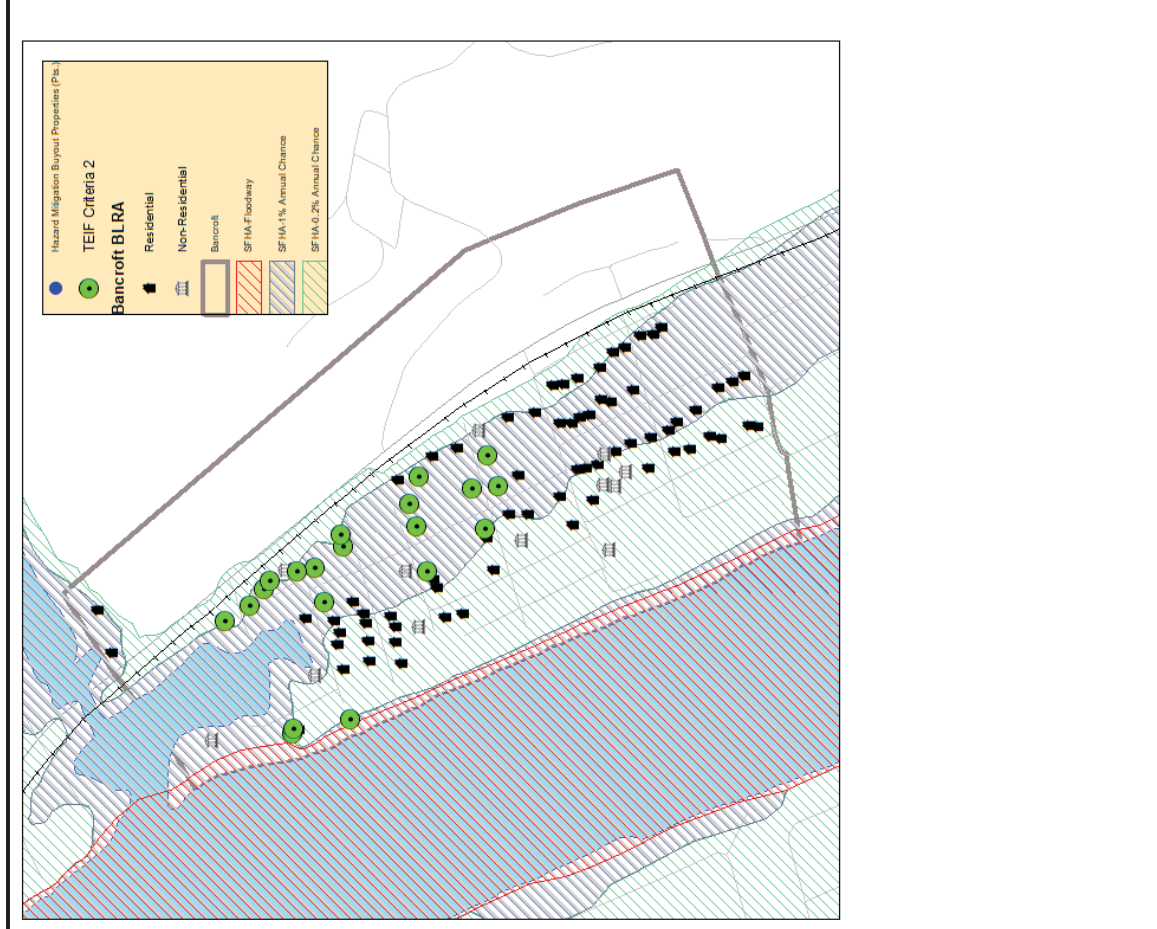 Hazard Mitigation Buyout Properties (Pts.)
TEIF Criteria 2
Bancroft BLRA
Residential
Non-Residential
Bancroft
SFHA-Floodway
SFHA-1% Annual Chance
SFHA-0.2% Annual Chance